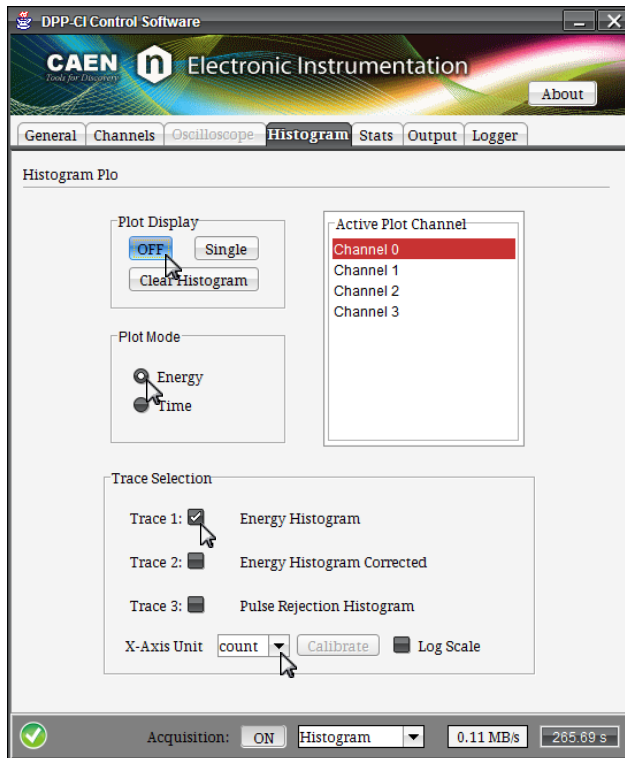 DPP-CI Control Software
CAEN n Electronic Instrumentation
Tools for Discovery
About
General Channels Oscilloscope Histogram Stats Output Logger
Histogram Plo
Plot Display
OFF Single
Clear Histogram
Active Plot Channel
Channel 0
Channel 1
Channel 2
Channel 3
Plot Mode
Energy
Time
Trace Selection
Trace 1: Energy Histogram
Trace 2: Energy Histogram Corrected
Trace 3: Pulse Rejection Histogram
X-Axis Unit count Calibrate Log Scale
Acquisition: ON Histogram 0.11 MB/s 265.69 s